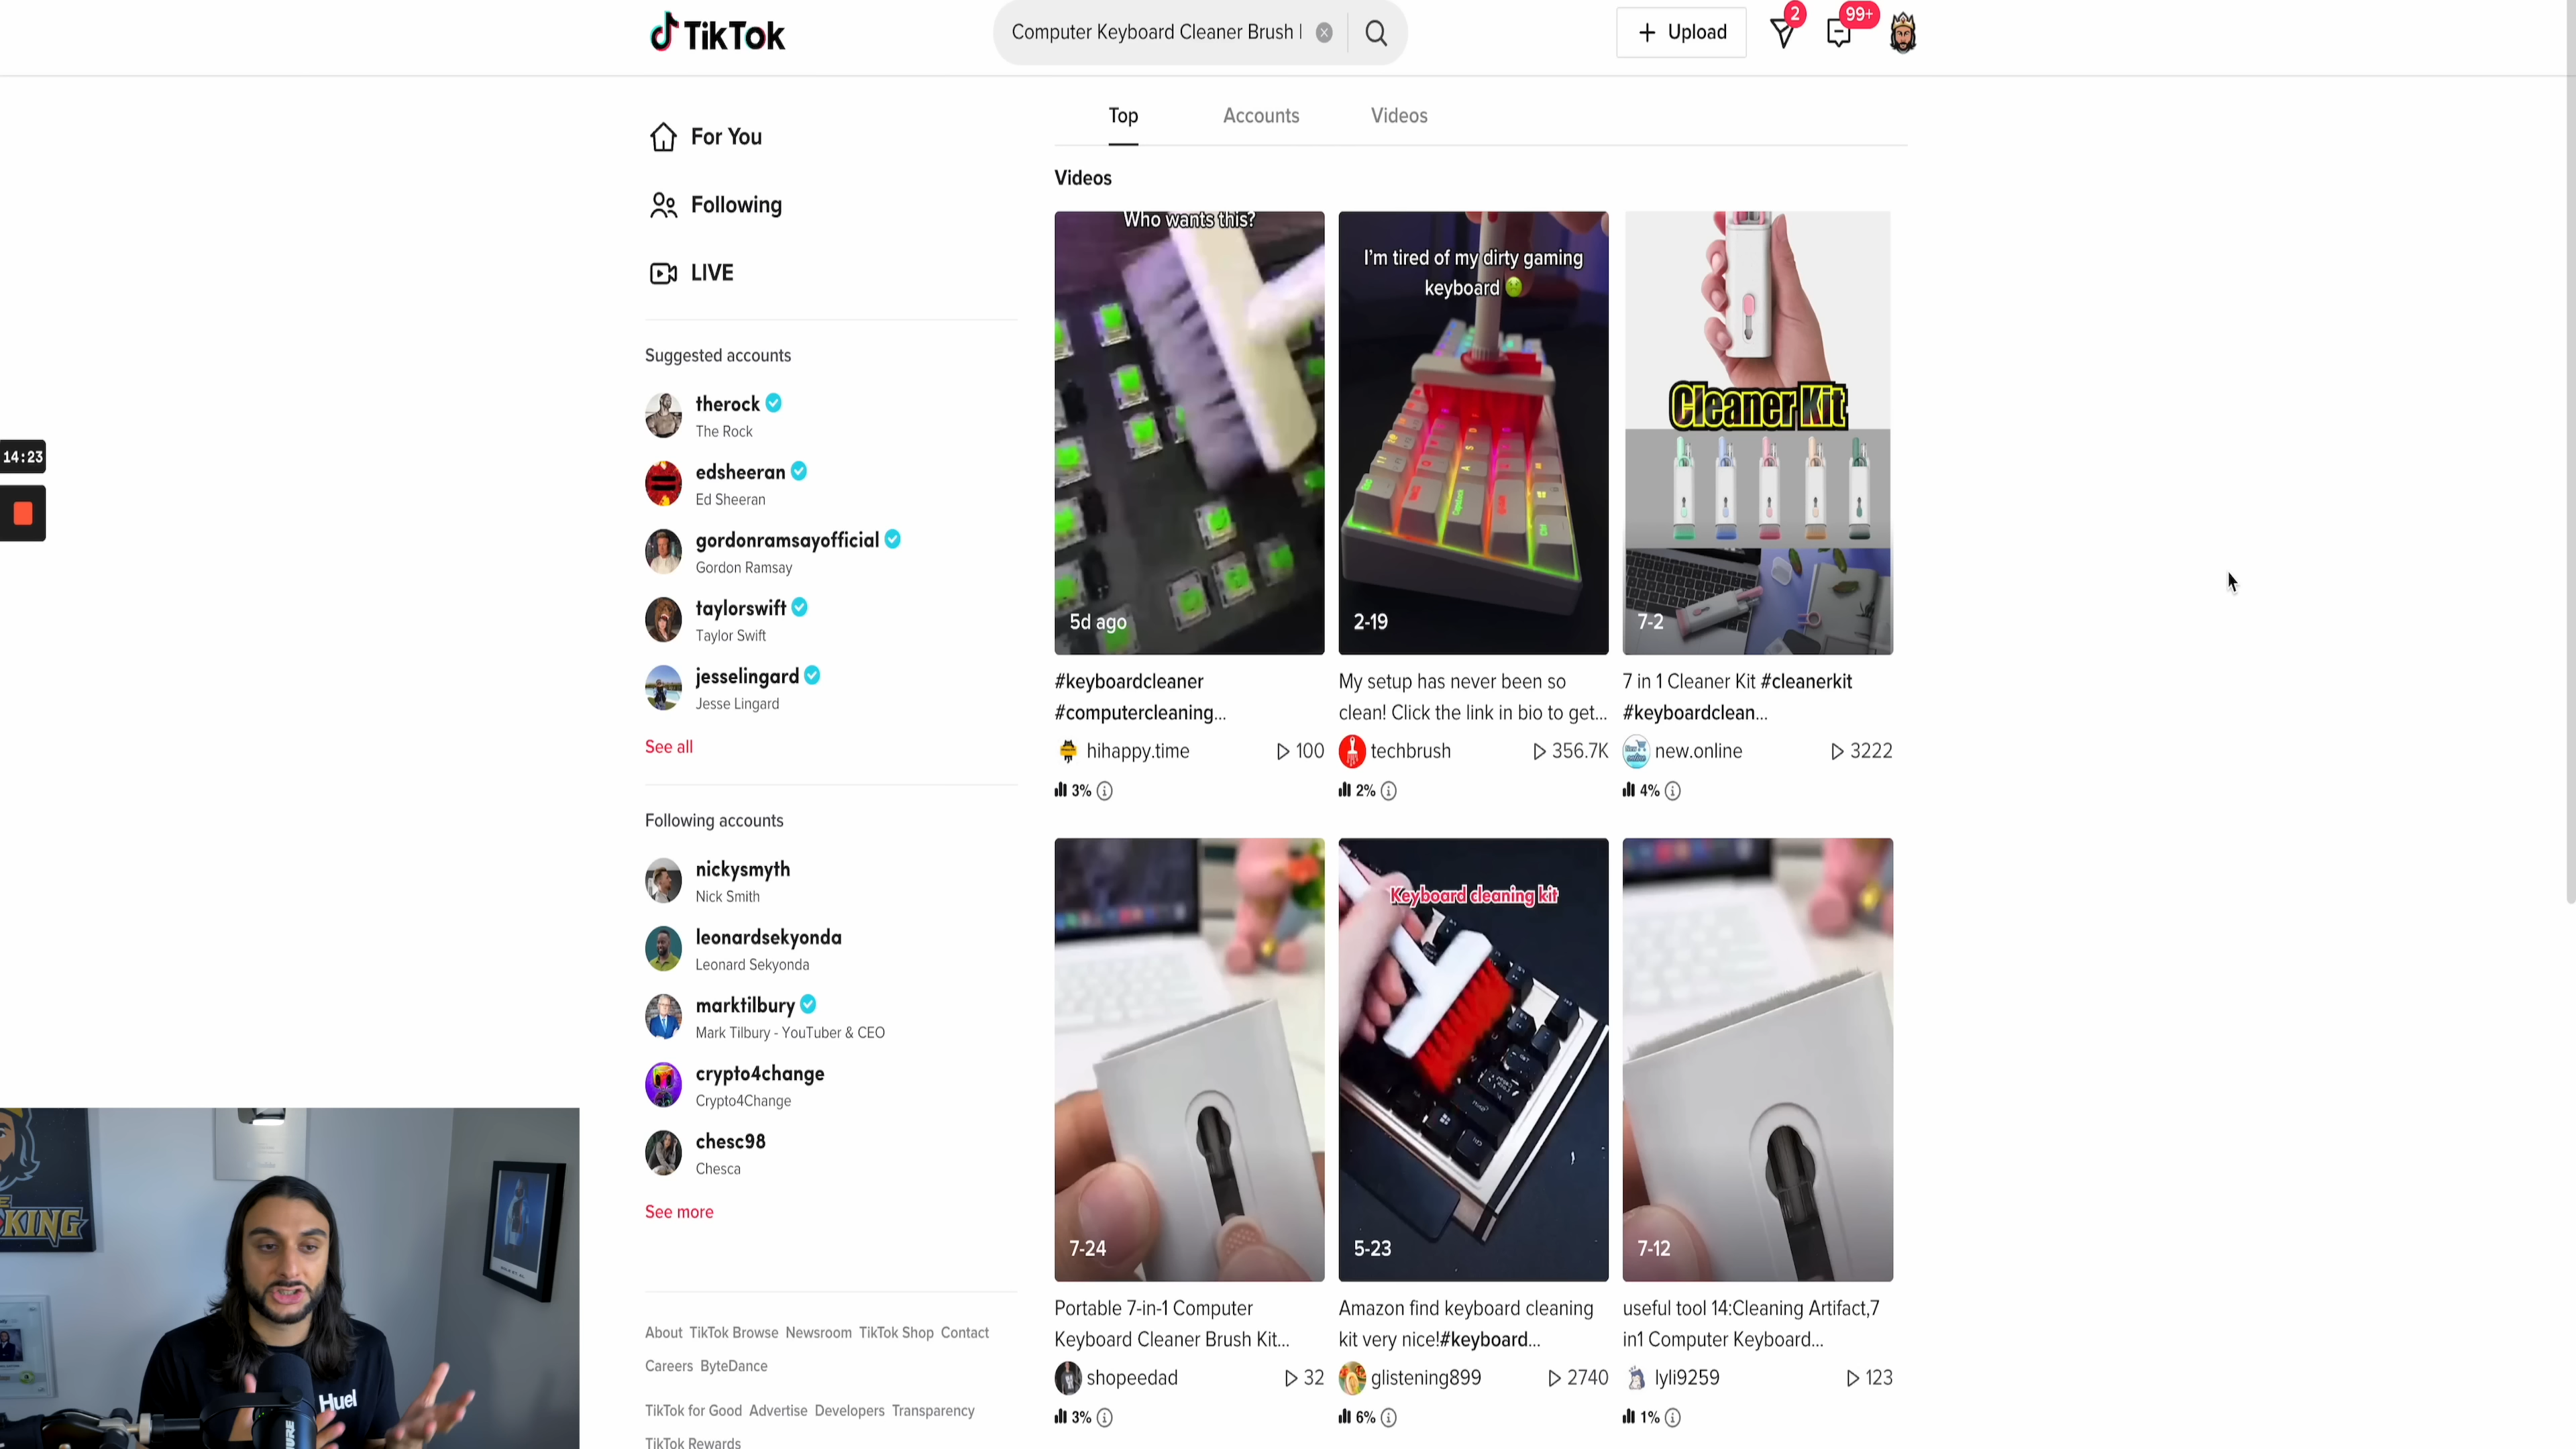 TikTok
Computer Keyboard Cleaner Brush
Upload
2
99+
For You
Following
LIVE
Suggested accounts
therock
The Rock
edsheeran
Ed Sheeran
gordonramsayofficial
Gordon Ramsay
taylorswift
Taylor Swift
jesselingard
Jesse Lingard
See all
Following accounts
nickysmyth
Nick Smith
leonardsekyonda
Leonard Sekyonda
marktilbury
Mark Tilbury - YouTuber & CEO
crypto4change
Crypto4Change
chesc98
Chesca
See more
About TikTok Browse Newsroom TikTok Shop Contact
Careers ByteDance
TikTok for Good Advertise Developers Transparency
TikTok Rewards
Top
Accounts
Videos
Videos
Who wants this?
5d ago
#keyboardcleaner
#computercleaning...
hihappy.time
100
3%
I'm tired of my dirty gaming
keyboard 🤢
2-19
My setup has never been so
clean! Click the link in bio to get...
techbrush
356.7K
2%
Cleaner Kit
7-2
7 in 1 Cleaner Kit #cleanerkit
#keyboardclean...
new.online
3222
4%
7-24
Portable 7-in-1 Computer
Keyboard Cleaner Brush Kit...
shopeedad
32
3%
Keyboard cleaning kit
5-23
Amazon find keyboard cleaning
kit very nice!#keyboard...
glistening899
2740
6%
7-12
useful tool 14:Cleaning Artifact,7
in1 Computer Keyboard...
lyli9259
123
1%
14:23
KING
Huel